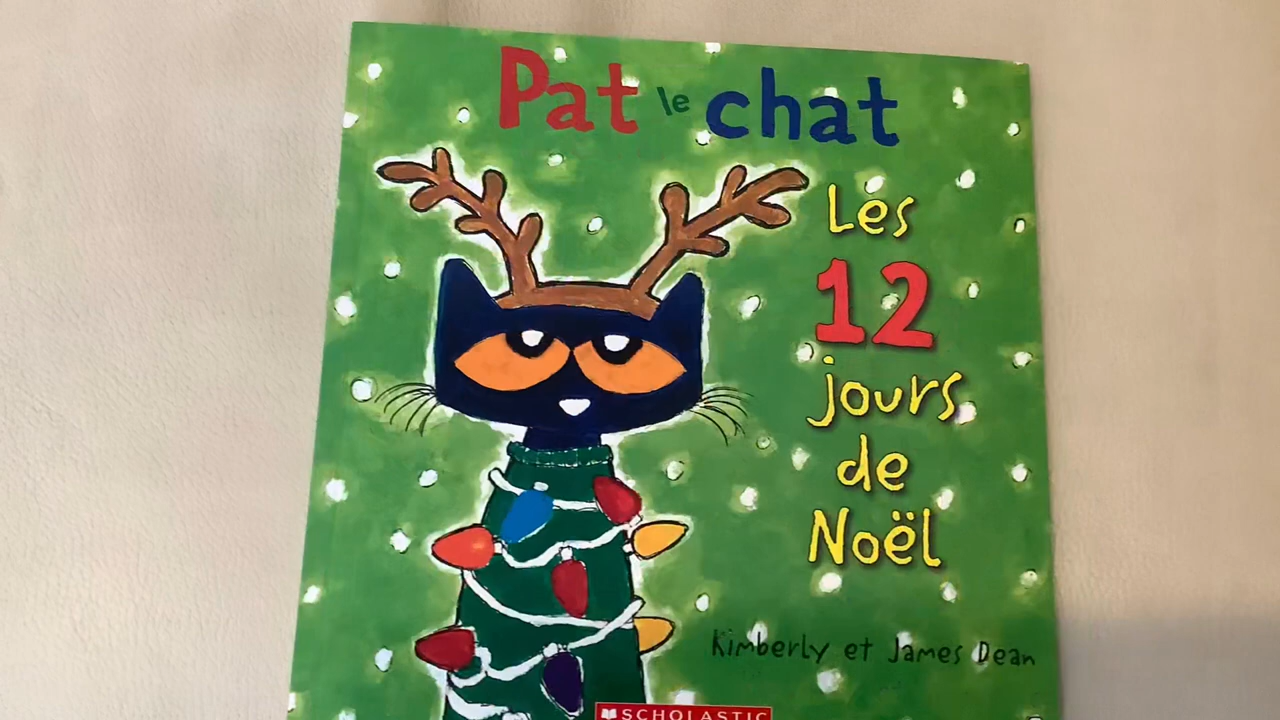 Pat le chat
Les
12
jours
de
Noël
Kimberly et James Dean
SCHOLASTIC